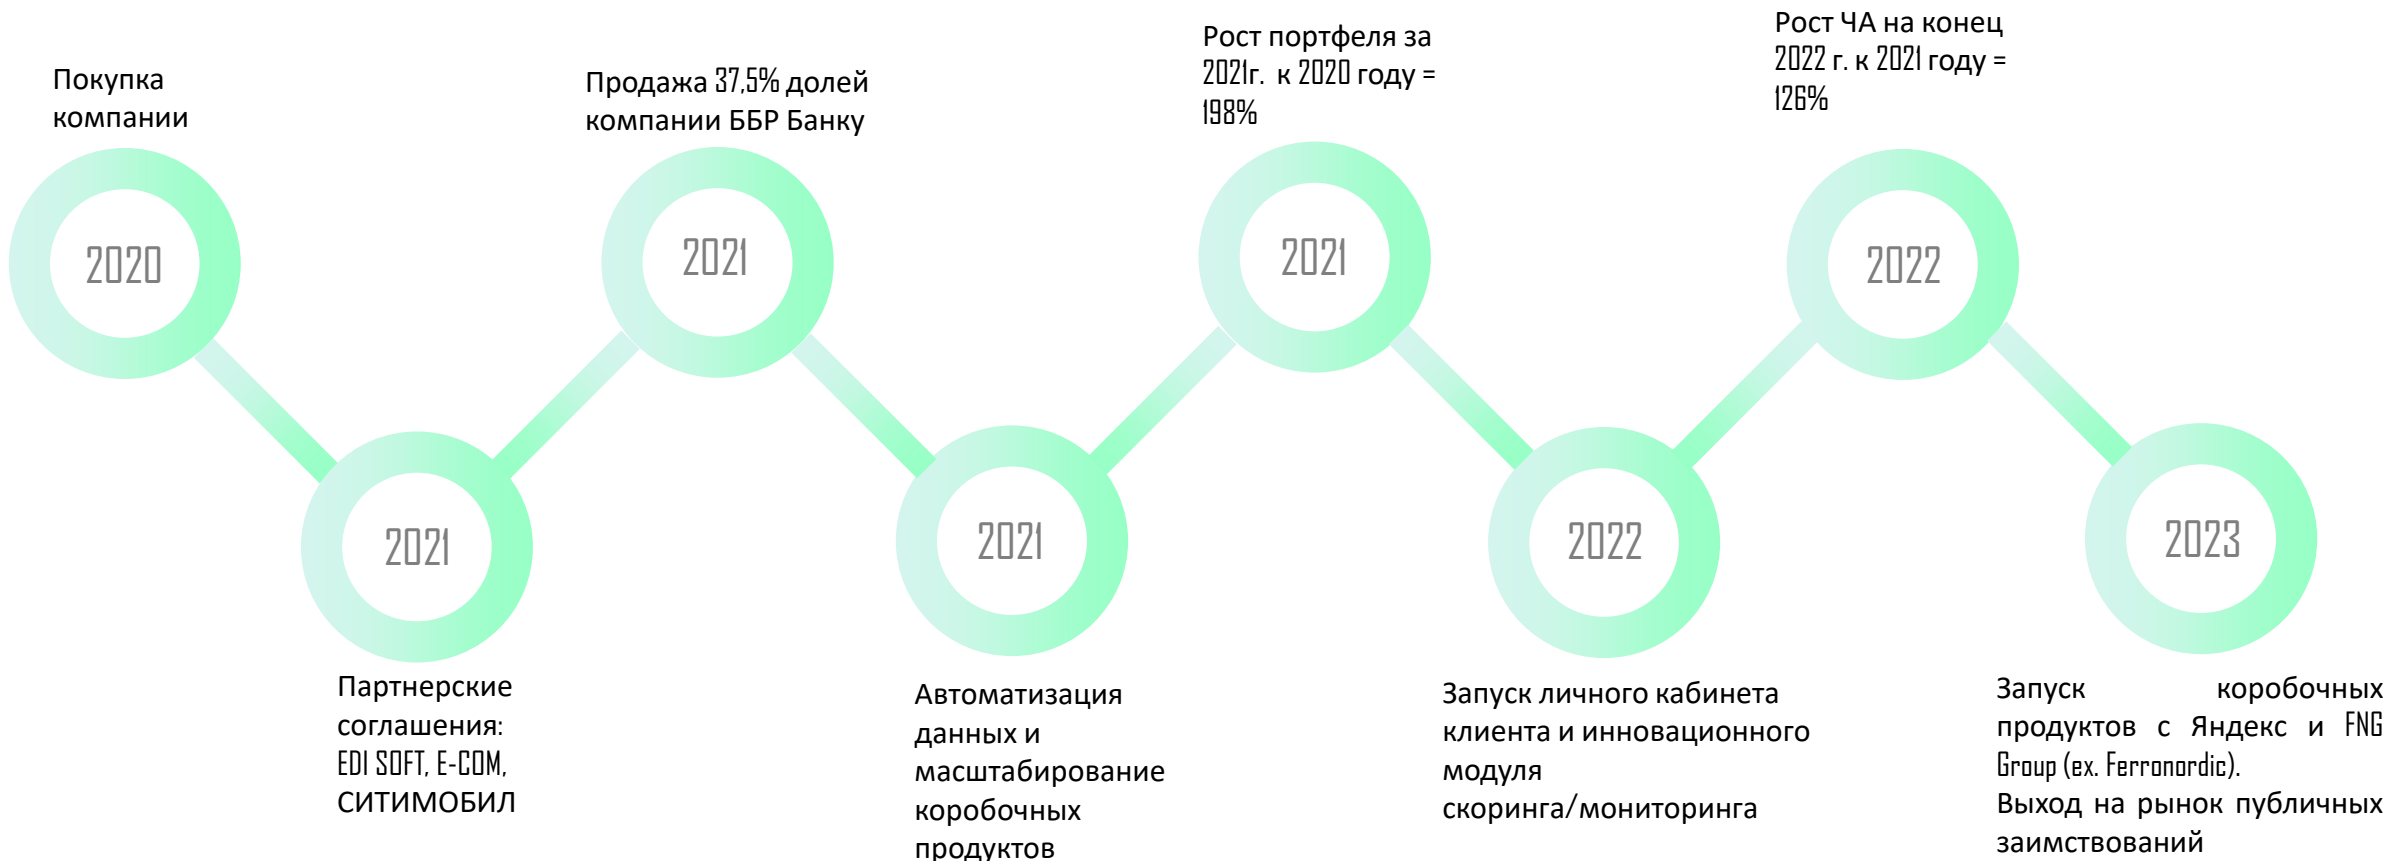 Покупка
компании
2020
2021
Партнерские
соглашения:
EDI SOFT, E-COM,
СИТИМОБИЛ
Продажа 37,5% долей
компании ББР Банку
2021
2021
Автоматизация
данных и
масштабирование
коробочных
продуктов
Рост портфеля за
2021г. к 2020 году =
198%
2021
2022
Запуск личного кабинета
клиента и инновационного
модуля
скоринга/мониторинга
Рост ЧА на конец
2022 г. к 2021 году =
126%
2022
2023
Запуск коробочных
продуктов с Яндекс и FNG
Group (ex. Ferronordic).
Выход на рынок публичных
заимствований